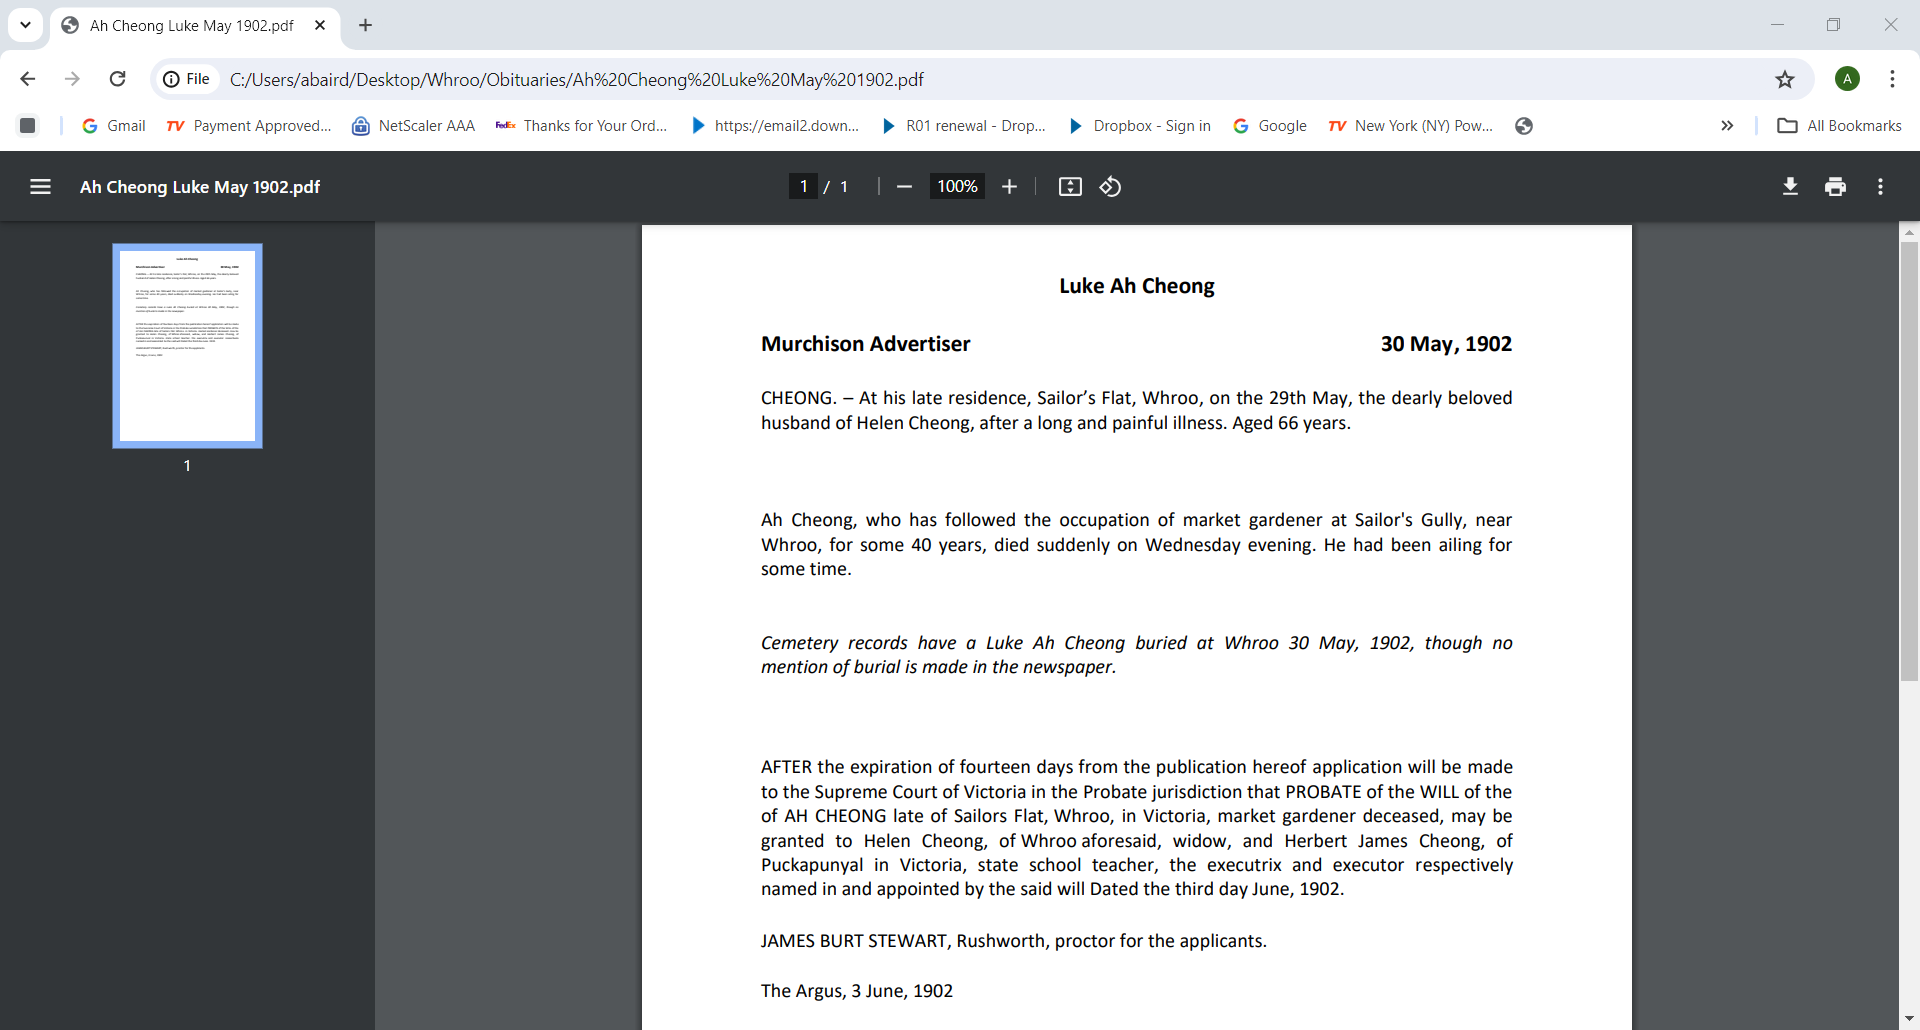 Ah Cheong Luke May 1902.pdf
File
C:/Users/abaird/Desktop/Whroo/Obituaries/Ah%20Cheong%20Luke%20May%201902.pdf
A
Gmail
TV Payment Approved...
NetScaler AAA
FedEx Thanks for Your Ord...
https://email2.down...
R01 renewal - Drop...
Dropbox - Sign in
Google
TV New York (NY) Pow...
All Bookmarks
Ah Cheong Luke May 1902.pdf
1 / 1
100%
1
Luke Ah Cheong
Murchison Advertiser 30 May, 1902
CHEONG. – At his late residence, Sailor’s Flat, Whroo, on the 29th May, the dearly beloved
husband of Helen Cheong, after a long and painful illness. Aged 66 years.
Ah Cheong, who has followed the occupation of market gardener at Sailor's Gully, near
Whroo, for some 40 years, died suddenly on Wednesday evening. He had been ailing for
some time.
Cemetery records have a Luke Ah Cheong buried at Whroo 30 May, 1902, though no
mention of burial is made in the newspaper.
AFTER the expiration of fourteen days from the publication hereof application will be made
to the Supreme Court of Victoria in the Probate jurisdiction that PROBATE of the WILL of the
of AH CHEONG late of Sailors Flat, Whroo, in Victoria, market gardener deceased, may be
granted to Helen Cheong, of Whroo aforesaid, widow, and Herbert James Cheong, of
Puckapunyal in Victoria, state school teacher, the executrix and executor respectively
named in and appointed by the said will Dated the third day June, 1902.
JAMES BURT STEWART, Rushworth, proctor for the applicants.
The Argus, 3 June, 1902